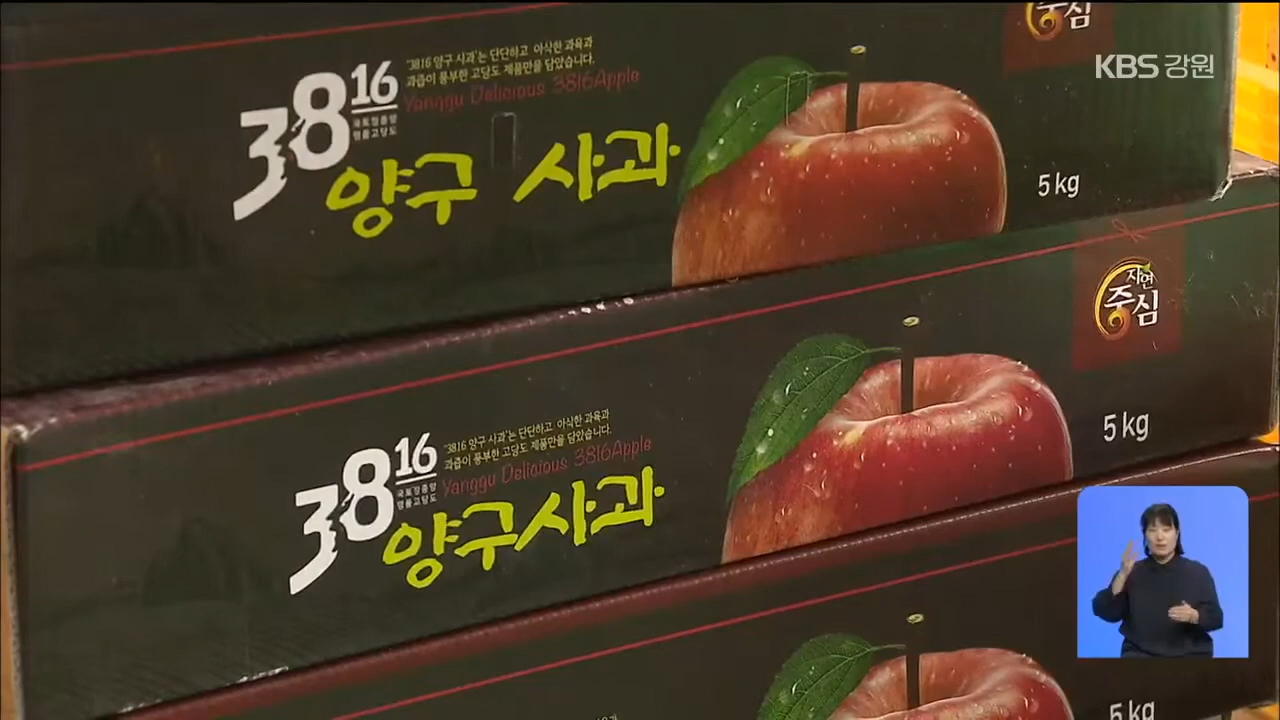 KBS 강원
중심
3816
국토정중앙
명품고당도
"3816 양구 사과'는 단단하고 아삭한 과육과
과즙이 풍부한 고당도 제품만을 담았습니다.
Yanggu Delicious 3816Apple
양구 사과
5 kg
자연
중심
3816
국토정중앙
명품고당도
"3816 양구 사과'는 단단하고 아삭한 과육과
과즙이 풍부한 고당도 제품만을 담았습니다.
Yanggu Delicious 3816Apple
양구사과
5 kg
5 kg